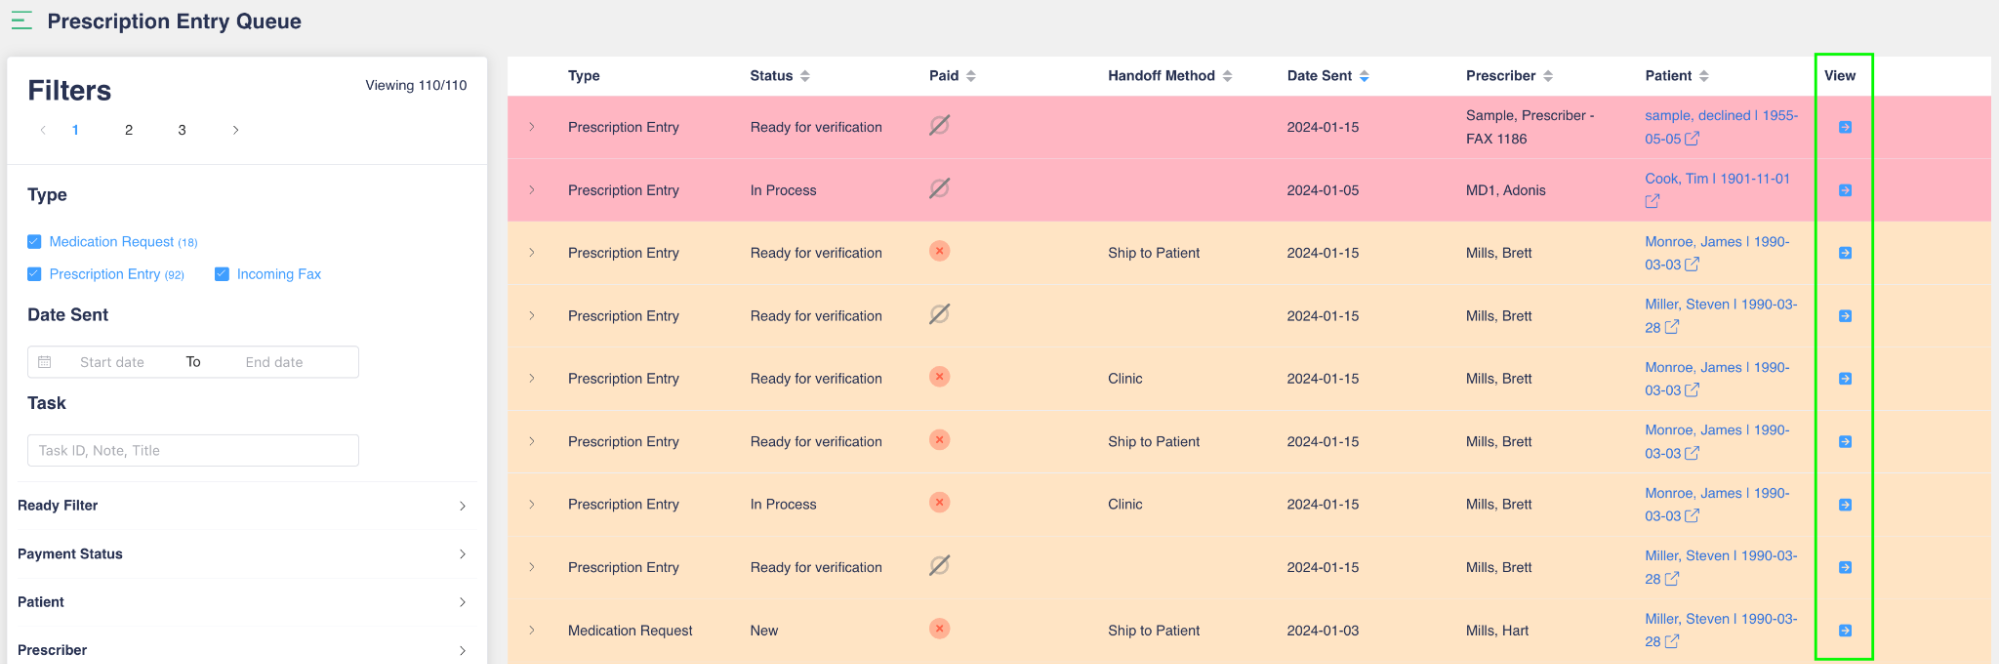 Prescription Entry Queue
Filters
Viewing 110/110
1 2 3
Type
Medication Request (18)
Prescription Entry (92) Incoming Fax
Date Sent
Start date To End date
Task
Task ID, Note, Title
Ready Filter
Payment Status
Patient
Prescriber
Type Status Paid Handoff Method Date Sent Prescriber Patient View
Prescription Entry Ready for verification 2024-01-15 Sample, Prescriber - sample, declined | 1955-
FAX 1186 05-05
Prescription Entry In Process 2024-01-05 MD1, Adonis Cook, Tim | 1901-11-01
Prescription Entry Ready for verification Ship to Patient 2024-01-15 Mills, Brett Monroe, James | 1990-
03-03
Prescription Entry Ready for verification 2024-01-15 Mills, Brett Miller, Steven | 1990-03-
28
Prescription Entry Ready for verification Clinic 2024-01-15 Mills, Brett Monroe, James | 1990-
03-03
Prescription Entry Ready for verification Ship to Patient 2024-01-15 Mills, Brett Monroe, James | 1990-
03-03
Prescription Entry In Process Clinic 2024-01-15 Mills, Brett Monroe, James | 1990-
03-03
Prescription Entry Ready for verification 2024-01-15 Mills, Brett Miller, Steven | 1990-03-
28
Medication Request New Ship to Patient 2024-01-03 Mills, Hart Miller, Steven | 1990-03-
28